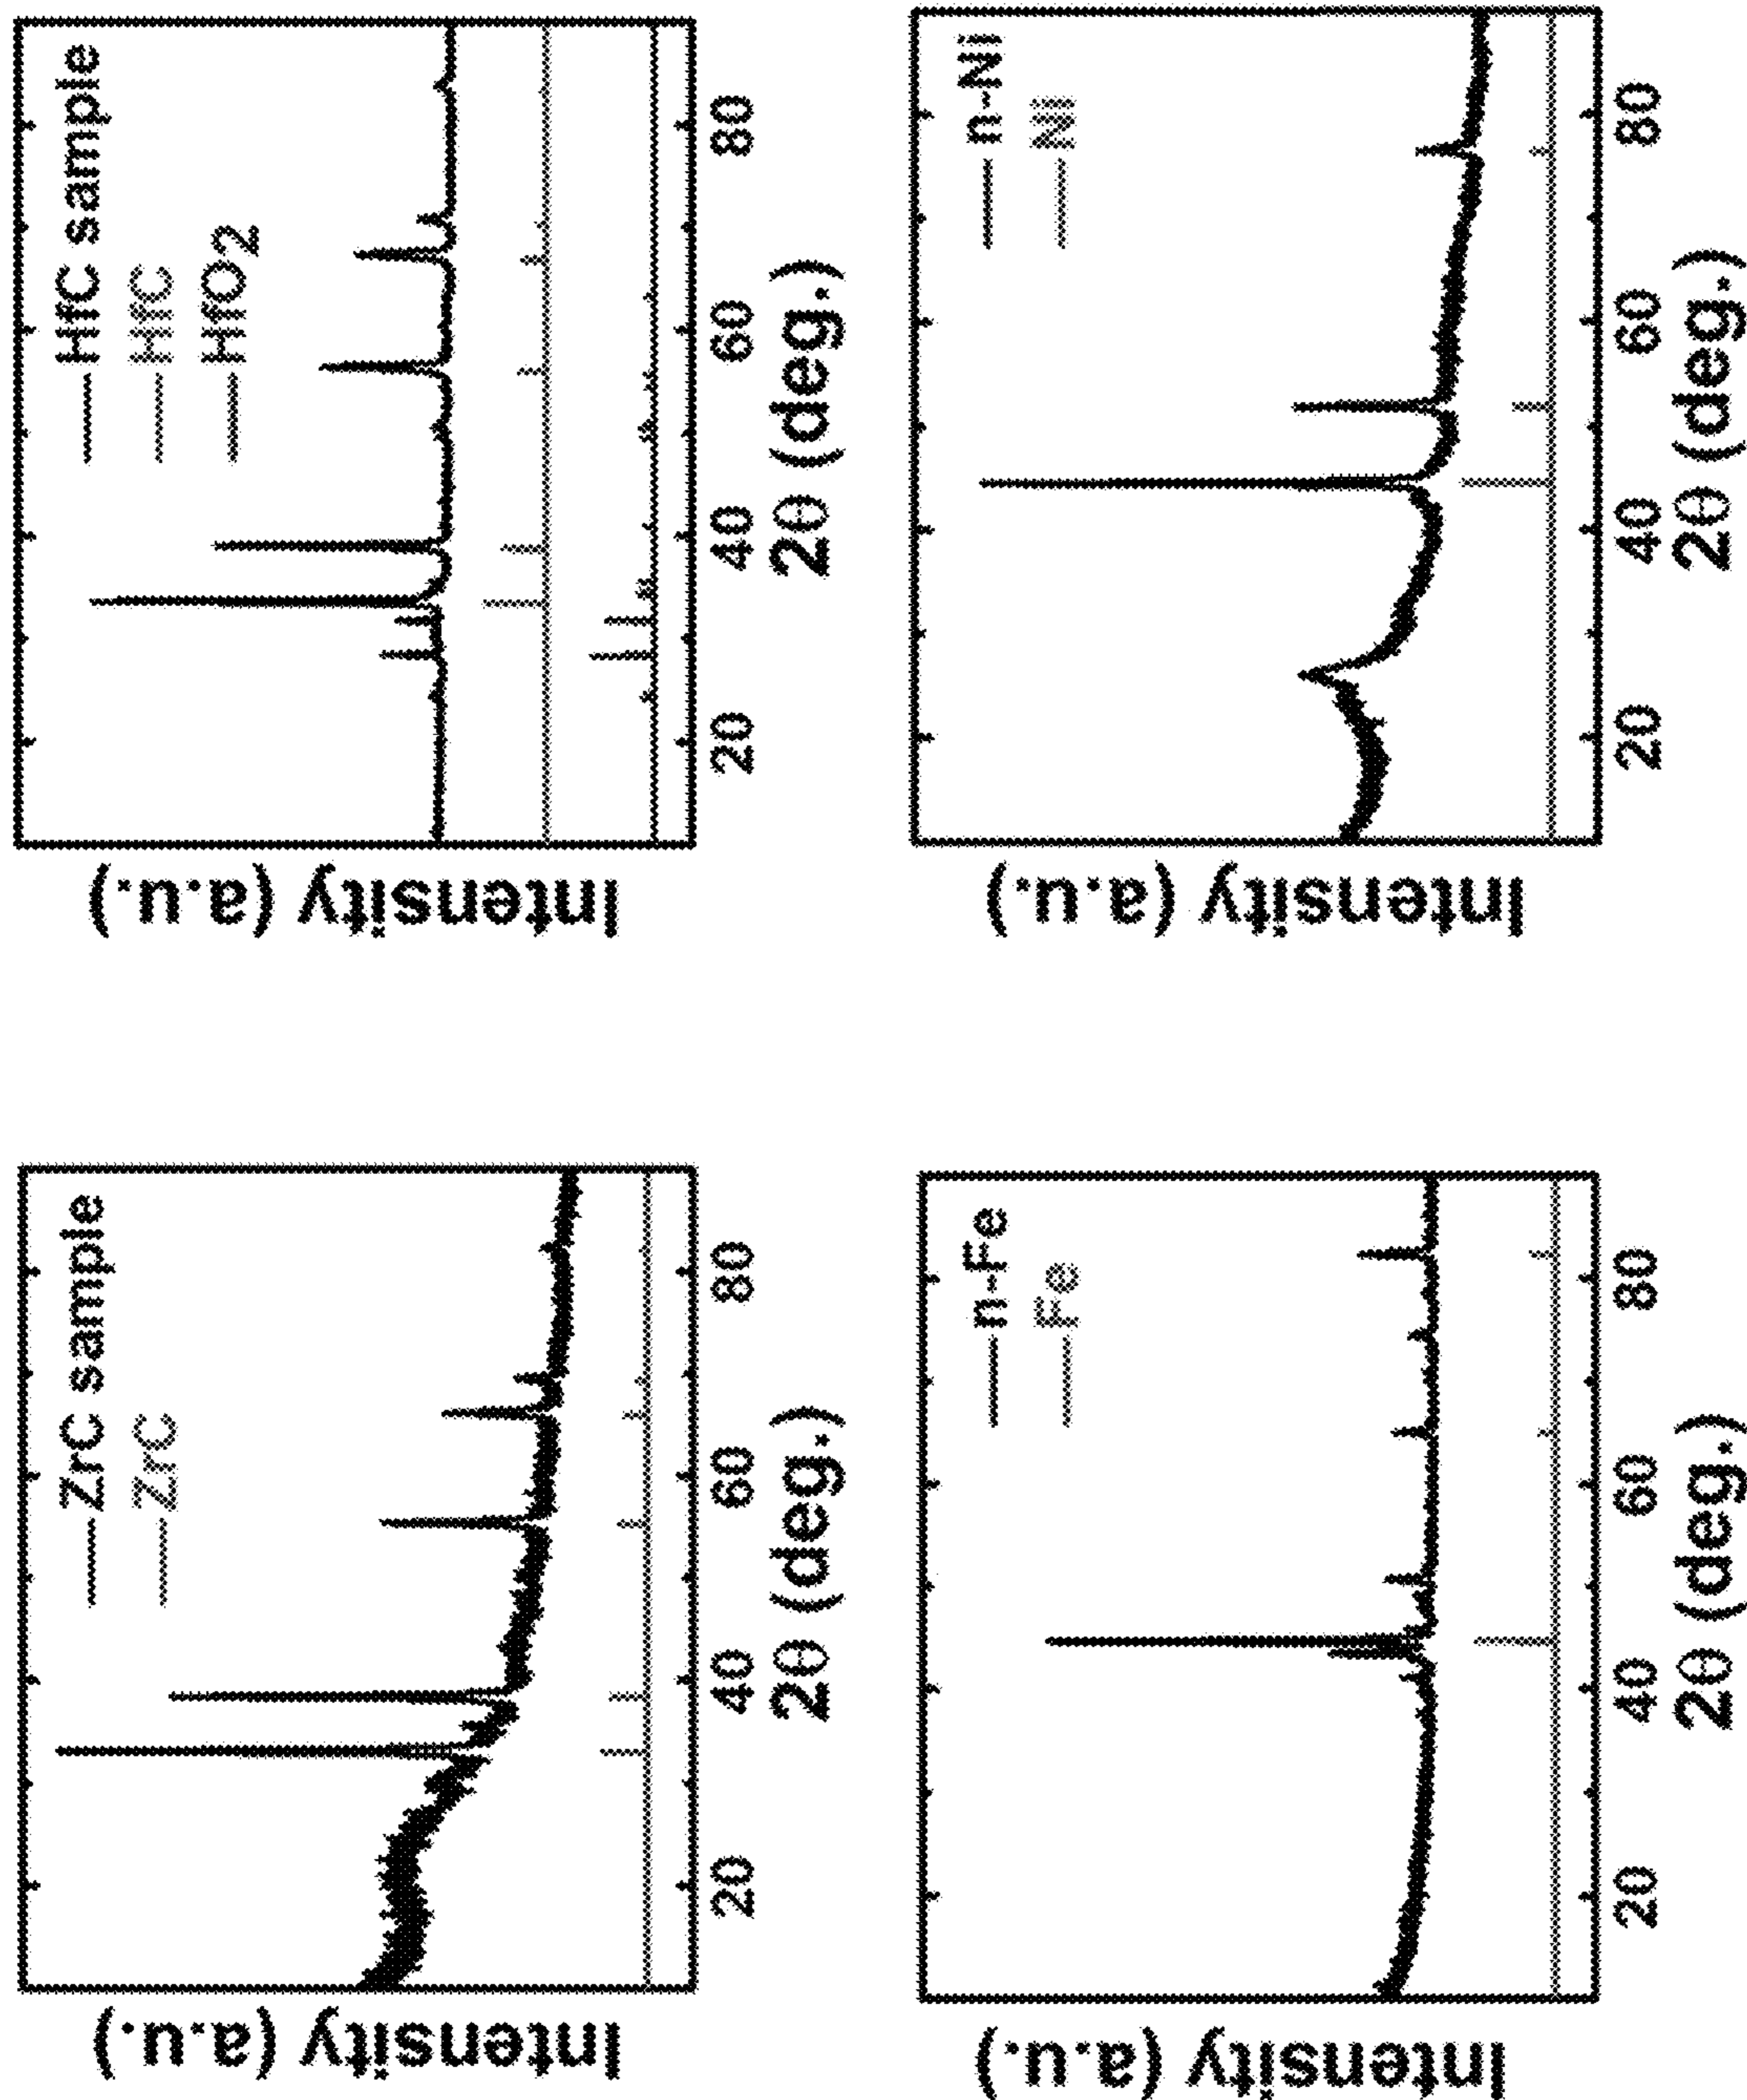 Intensity (a.u.)
ZrC sample
ZrC
20
40
60
80
2θ (deg.)
Intensity (a.u.)
HfC sample
HfC
HfO2
20
40
60
80
2θ (deg.)
Intensity (a.u.)
n-Fe
Fe
20
40
60
80
2θ (deg.)
Intensity (a.u.)
n-Ni
Ni
20
40
60
80
2θ (deg.)